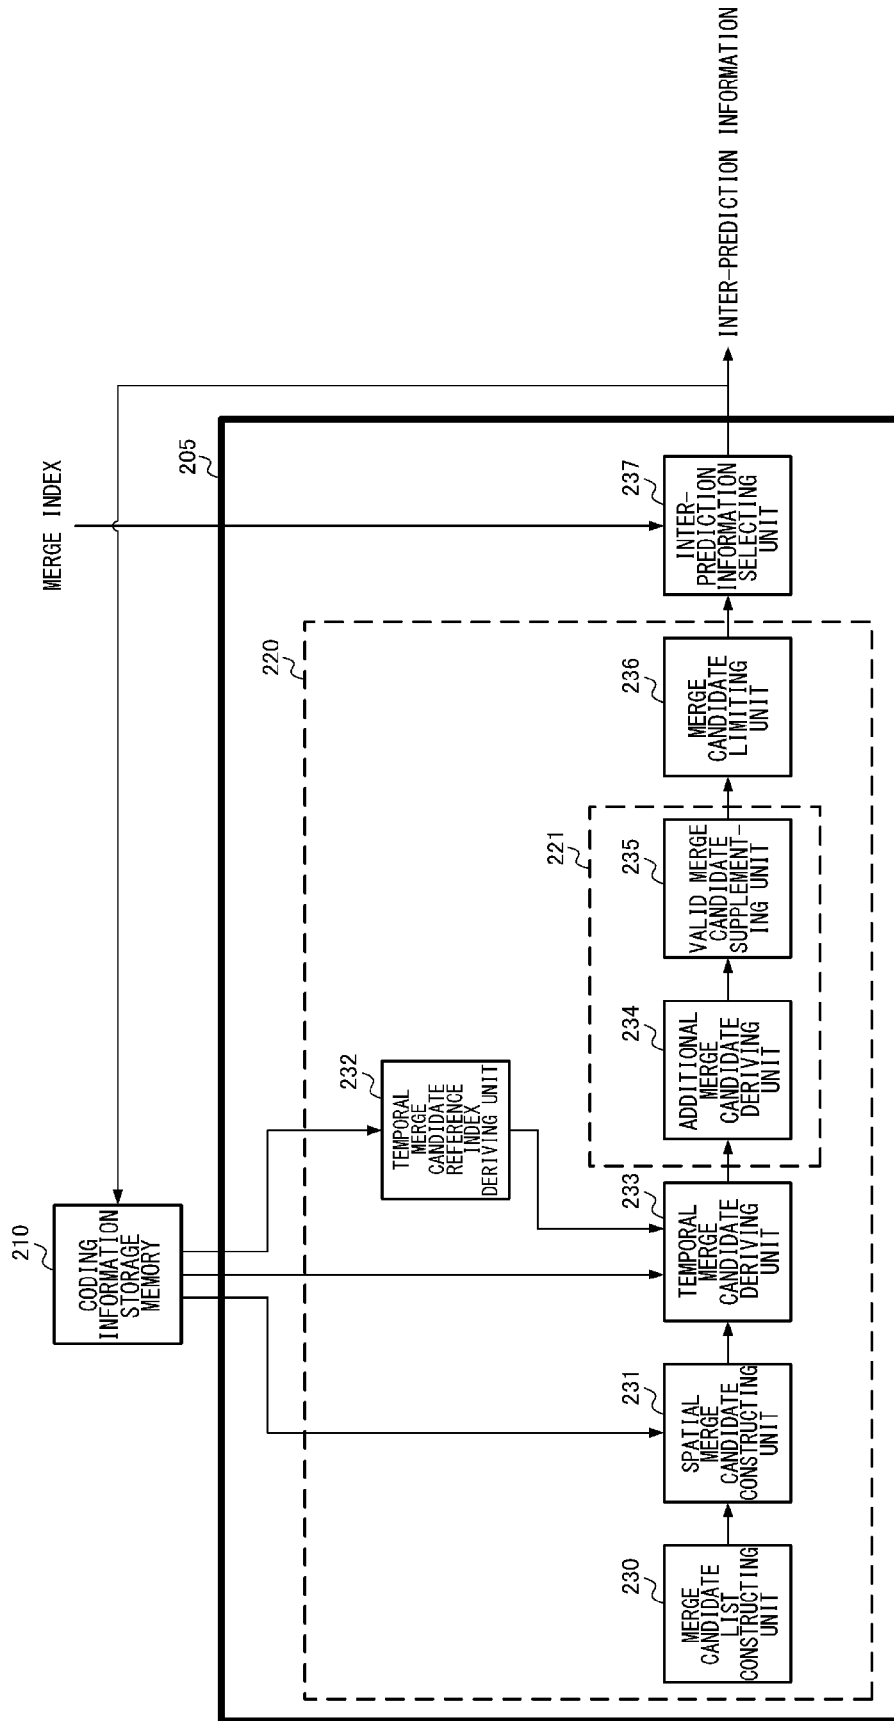 MERGE INDEX
210
CODING
INFORMATION
STORAGE
MEMORY
205
220
232
TEMPORAL
MERGE
CANDIDATE
REFERENCE
INDEX
DERIVING UNIT
221
230
MERGE
CANDIDATE
LIST
CONSTRUCTING
UNIT
231
SPATIAL
MERGE
CANDIDATE
CONSTRUCTING
UNIT
233
TEMPORAL
MERGE
CANDIDATE
DERIVING
UNIT
234
ADDITIONAL
MERGE
CANDIDATE
DERIVING
UNIT
235
VALID MERGE
CANDIDATE
SUPPLEMENT-
ING UNIT
236
MERGE
CANDIDATE
LIMITING
UNIT
237
INTER-
PREDICTION
INFORMATION
SELECTING
UNIT
INTER-PREDICTION INFORMATION